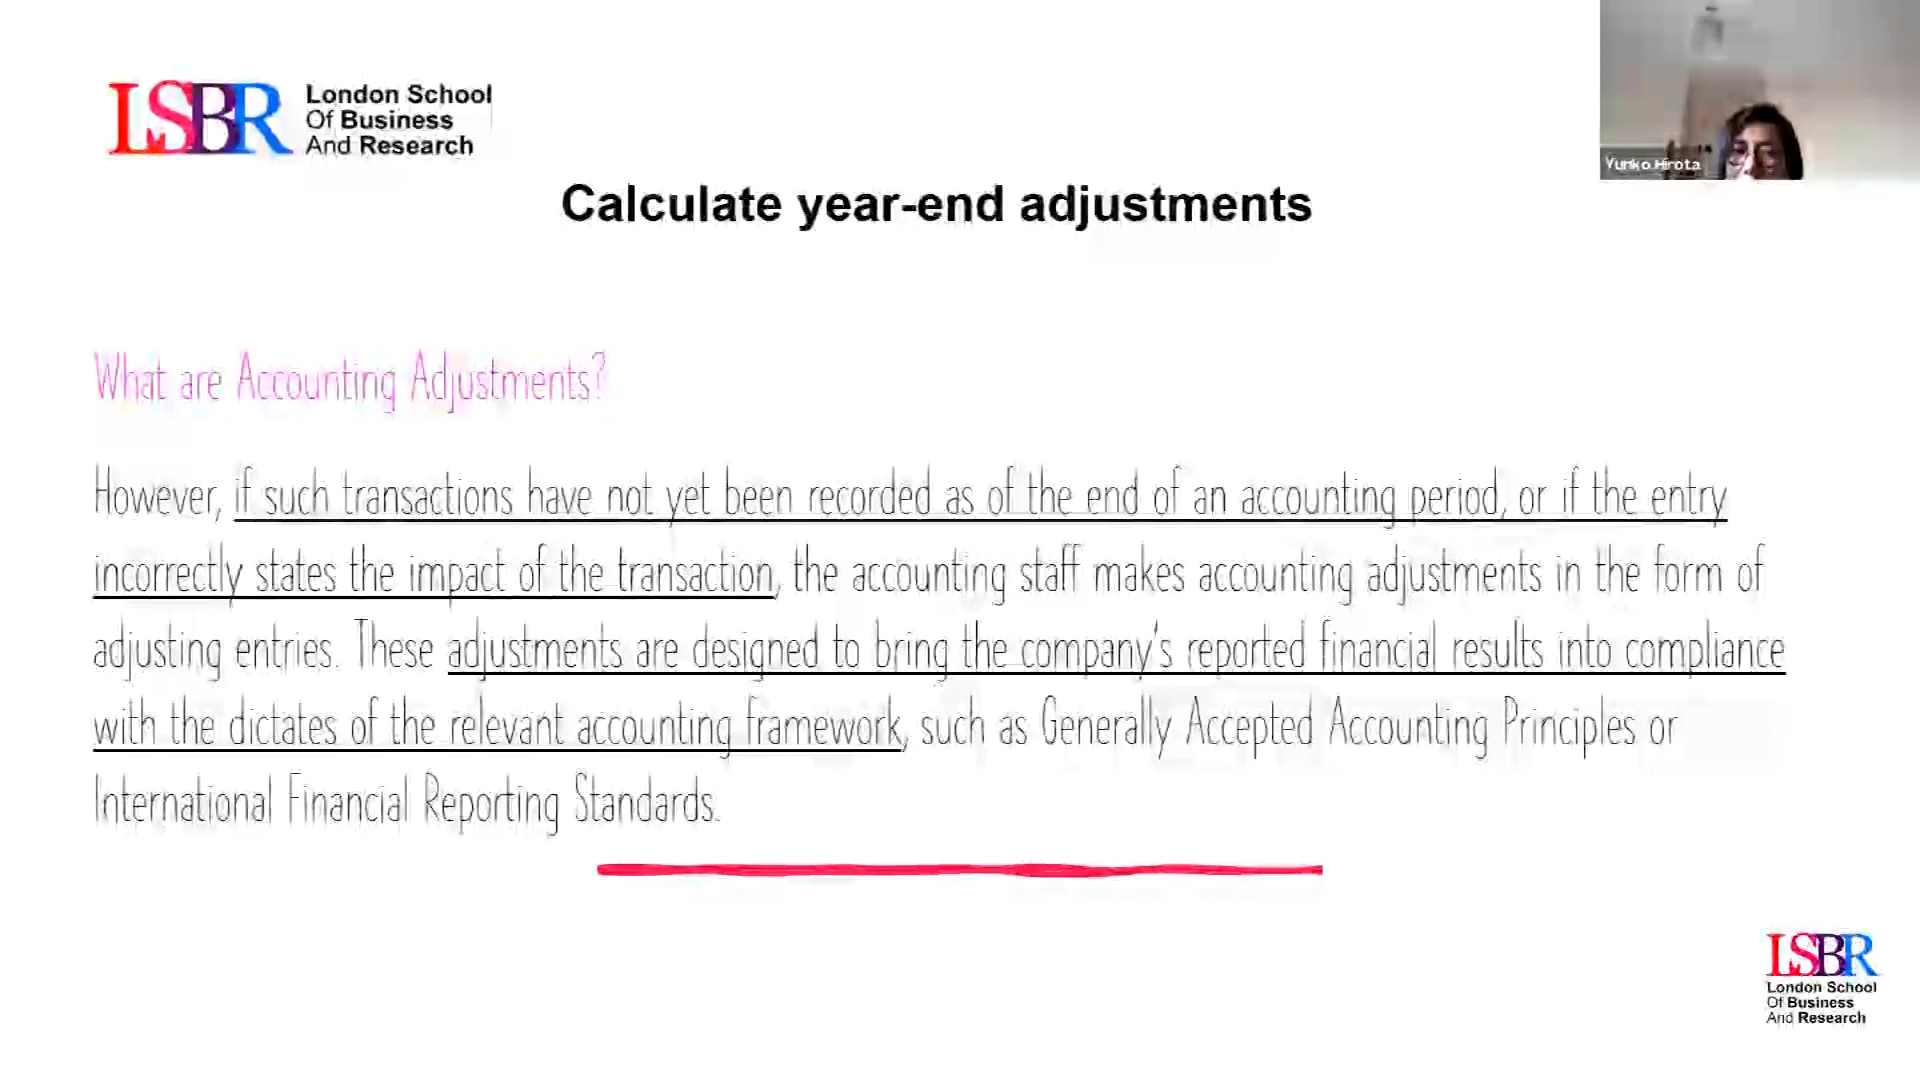 LSBR London School
Of Business
And Research
Yuriko Hirota
Calculate year-end adjustments
What are Accounting Adjustments?
However, if such transactions have not yet been recorded as of the end of an accounting period, or if the entry
incorrectly states the impact of the transaction, the accounting staff makes accounting adjustments in the form of
adjusting entries. These adjustments are designed to bring the company's reported financial results into compliance
with the dictates of the relevant accounting framework, such as Generally Accepted Accounting Principles or
International Financial Reporting Standards.
LSBR
London School
Of Business
And Research